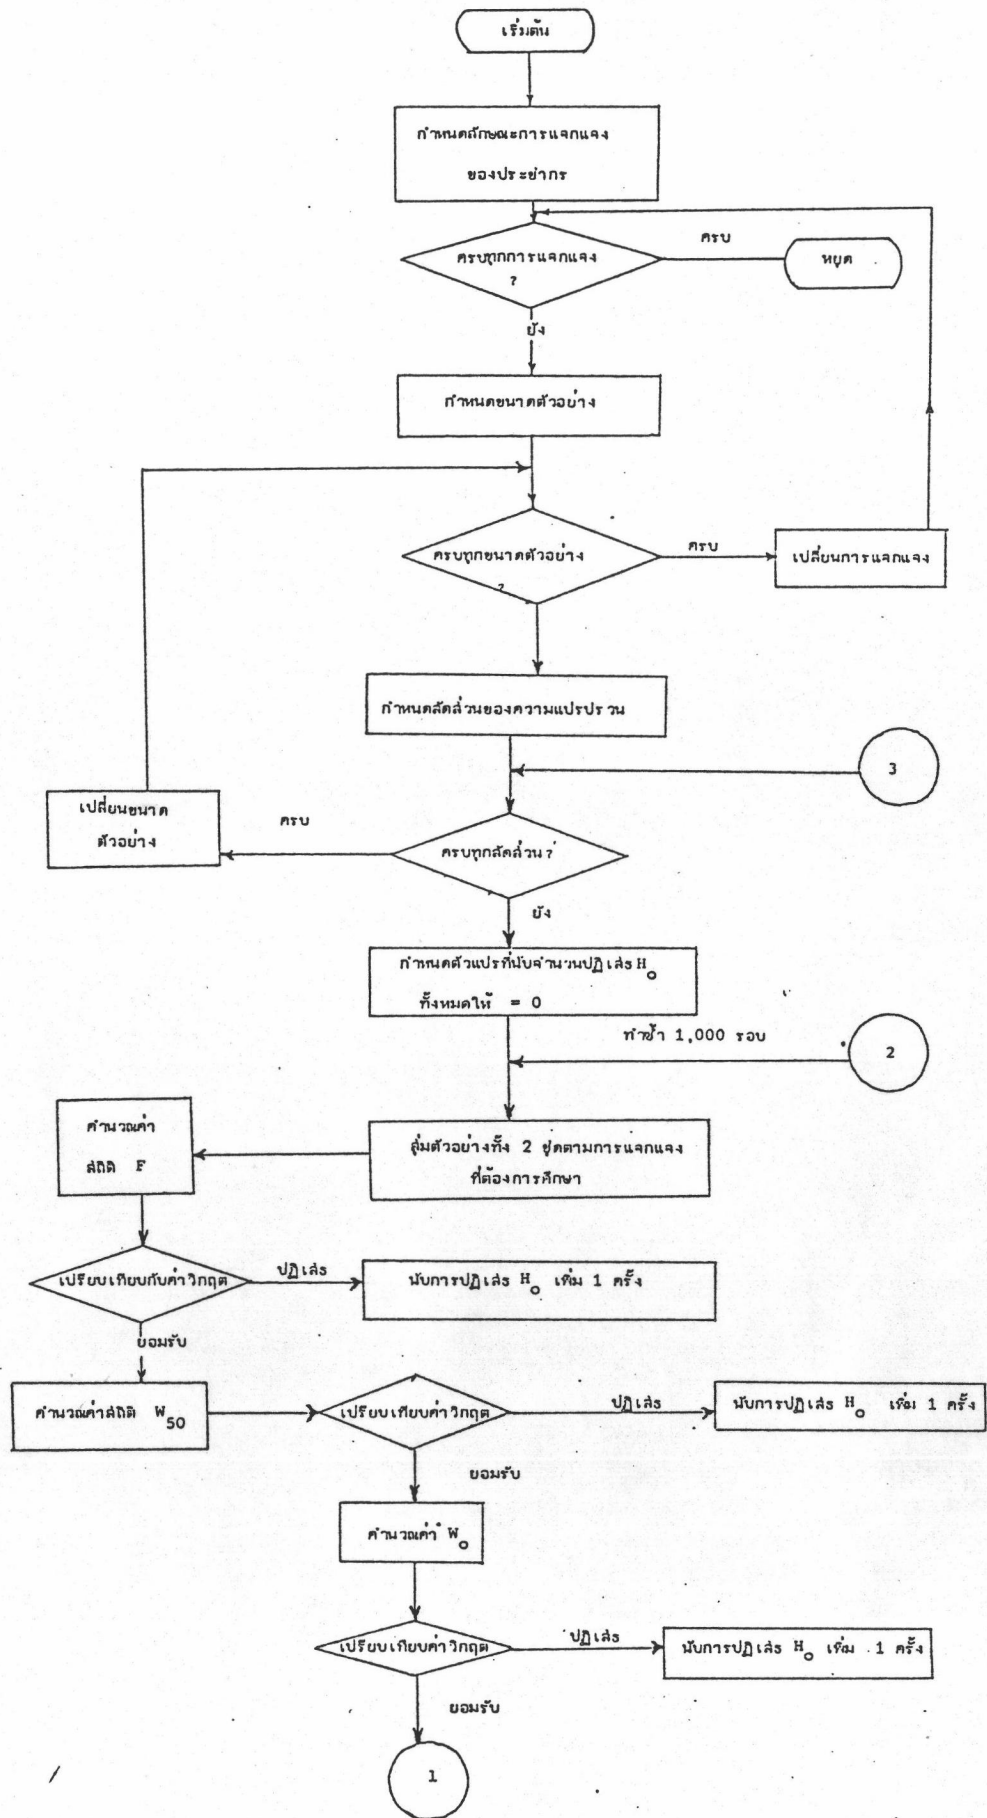 เริ่มต้น
กำหนดลักษณะการแจกแจง
ของประชากร
ครบทุกการแจกแจง
?
ครบ
หยุด
ยัง
กำหนดขนาดตัวอย่าง
ครบทุกขนาดตัวอย่าง
?
ครบ
เปลี่ยนการแจกแจง
กำหนดสัดส่วนของความแปรปรวน
3
เปลี่ยนขนาด
ตัวอย่าง
ครบ
ครบทุกสัดส่วน ?
ยัง
กำหนดตัวแปรที่นับจำนวนปฏิเสธ H₀
ทั้งหมดให้ = 0
ทำซ้ำ 1,000 รอบ
2
คำนวณค่า
สถิติ F
สุ่มตัวอย่างทั้ง 2 ชุดตามการแจกแจง
ที่ต้องการศึกษา
เปรียบเทียบกับค่าวิกฤต
ปฏิเสธ
นับการปฏิเสธ H₀ เพิ่ม 1 ครั้ง
ยอมรับ
คำนวณค่าสถิติ W₅₀
เปรียบเทียบค่าวิกฤต
ปฏิเสธ
นับการปฏิเสธ H₀ เพิ่ม 1 ครั้ง
ยอมรับ
คำนวณค่า W₀
เปรียบเทียบค่าวิกฤต
ปฏิเสธ
นับการปฏิเสธ H₀ เพิ่ม 1 ครั้ง
ยอมรับ
1